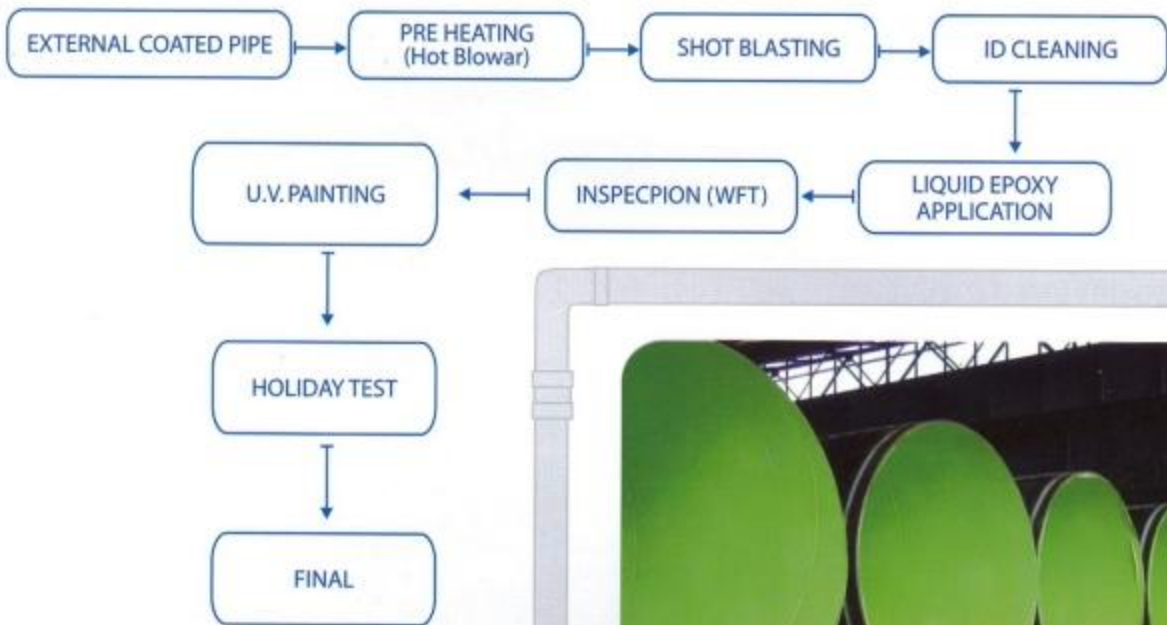 EXTERNAL COATED PIPE
PRE HEATING
(Hot Blowar)
SHOT BLASTING
ID CLEANING
LIQUID EPOXY
APPLICATION
INSPECPION (WFT)
U.V. PAINTING
HOLIDAY TEST
FINAL